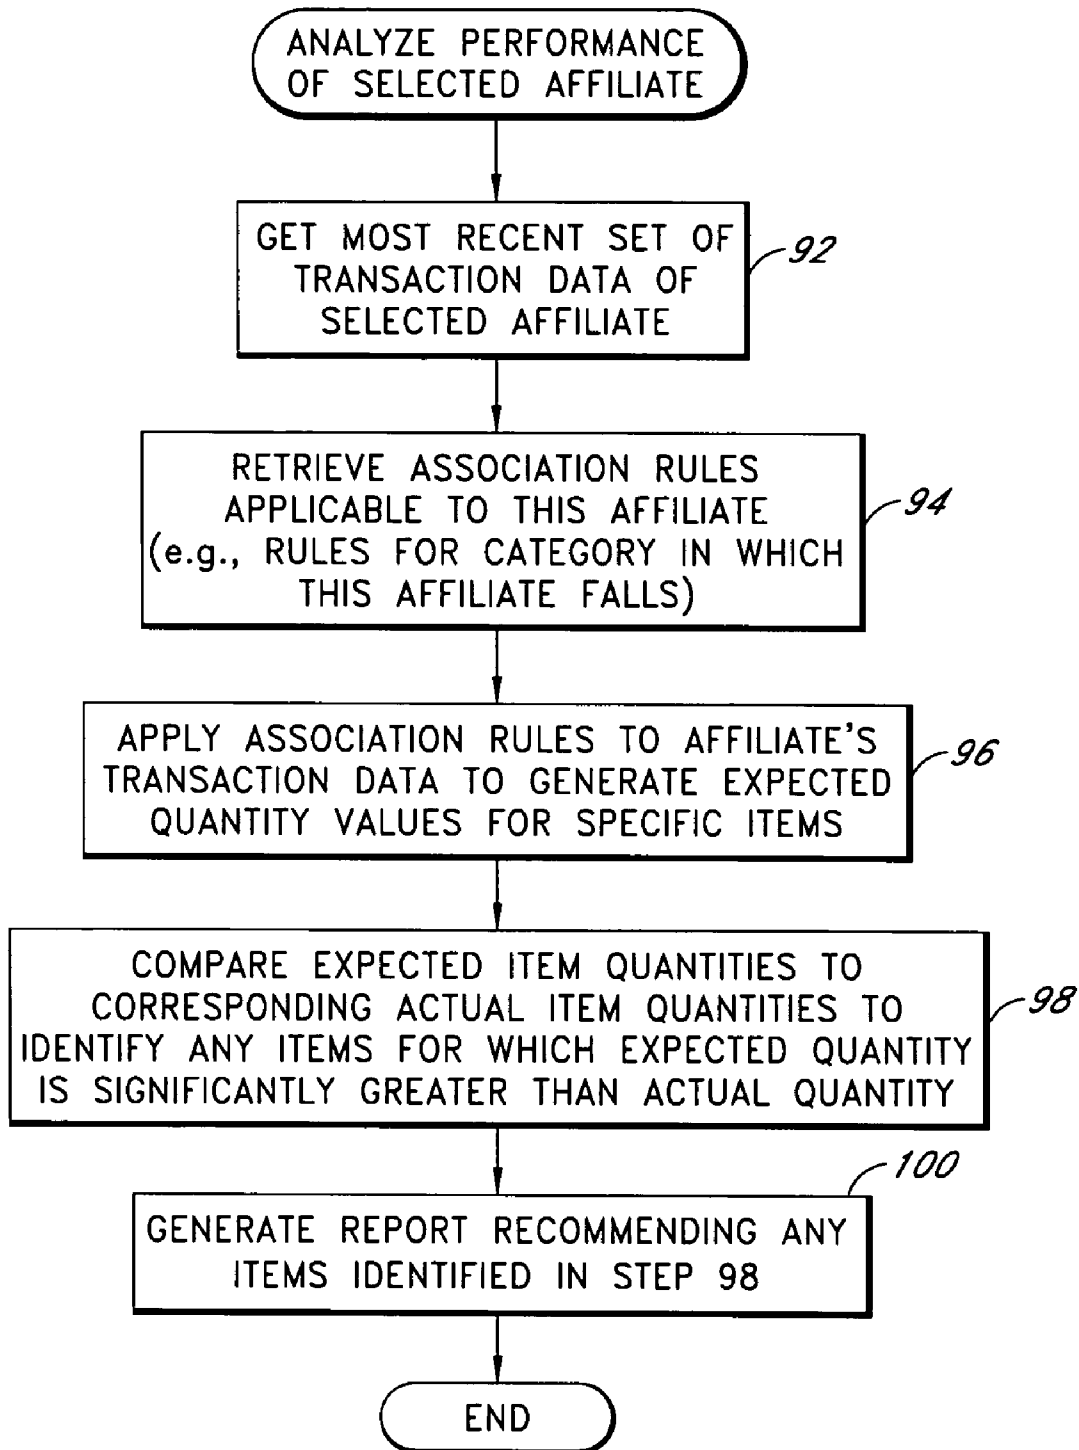 ANALYZE PERFORMANCE
OF SELECTED AFFILIATE
GET MOST RECENT SET OF
TRANSACTION DATA OF
SELECTED AFFILIATE
92
RETRIEVE ASSOCIATION RULES
APPLICABLE TO THIS AFFILIATE
(e.g., RULES FOR CATEGORY IN WHICH
THIS AFFILIATE FALLS)
94
APPLY ASSOCIATION RULES TO AFFILIATE'S
TRANSACTION DATA TO GENERATE EXPECTED
QUANTITY VALUES FOR SPECIFIC ITEMS
96
COMPARE EXPECTED ITEM QUANTITIES TO
CORRESPONDING ACTUAL ITEM QUANTITIES TO
IDENTIFY ANY ITEMS FOR WHICH EXPECTED QUANTITY
IS SIGNIFICANTLY GREATER THAN ACTUAL QUANTITY
98
100
GENERATE REPORT RECOMMENDING ANY
ITEMS IDENTIFIED IN STEP 98
END